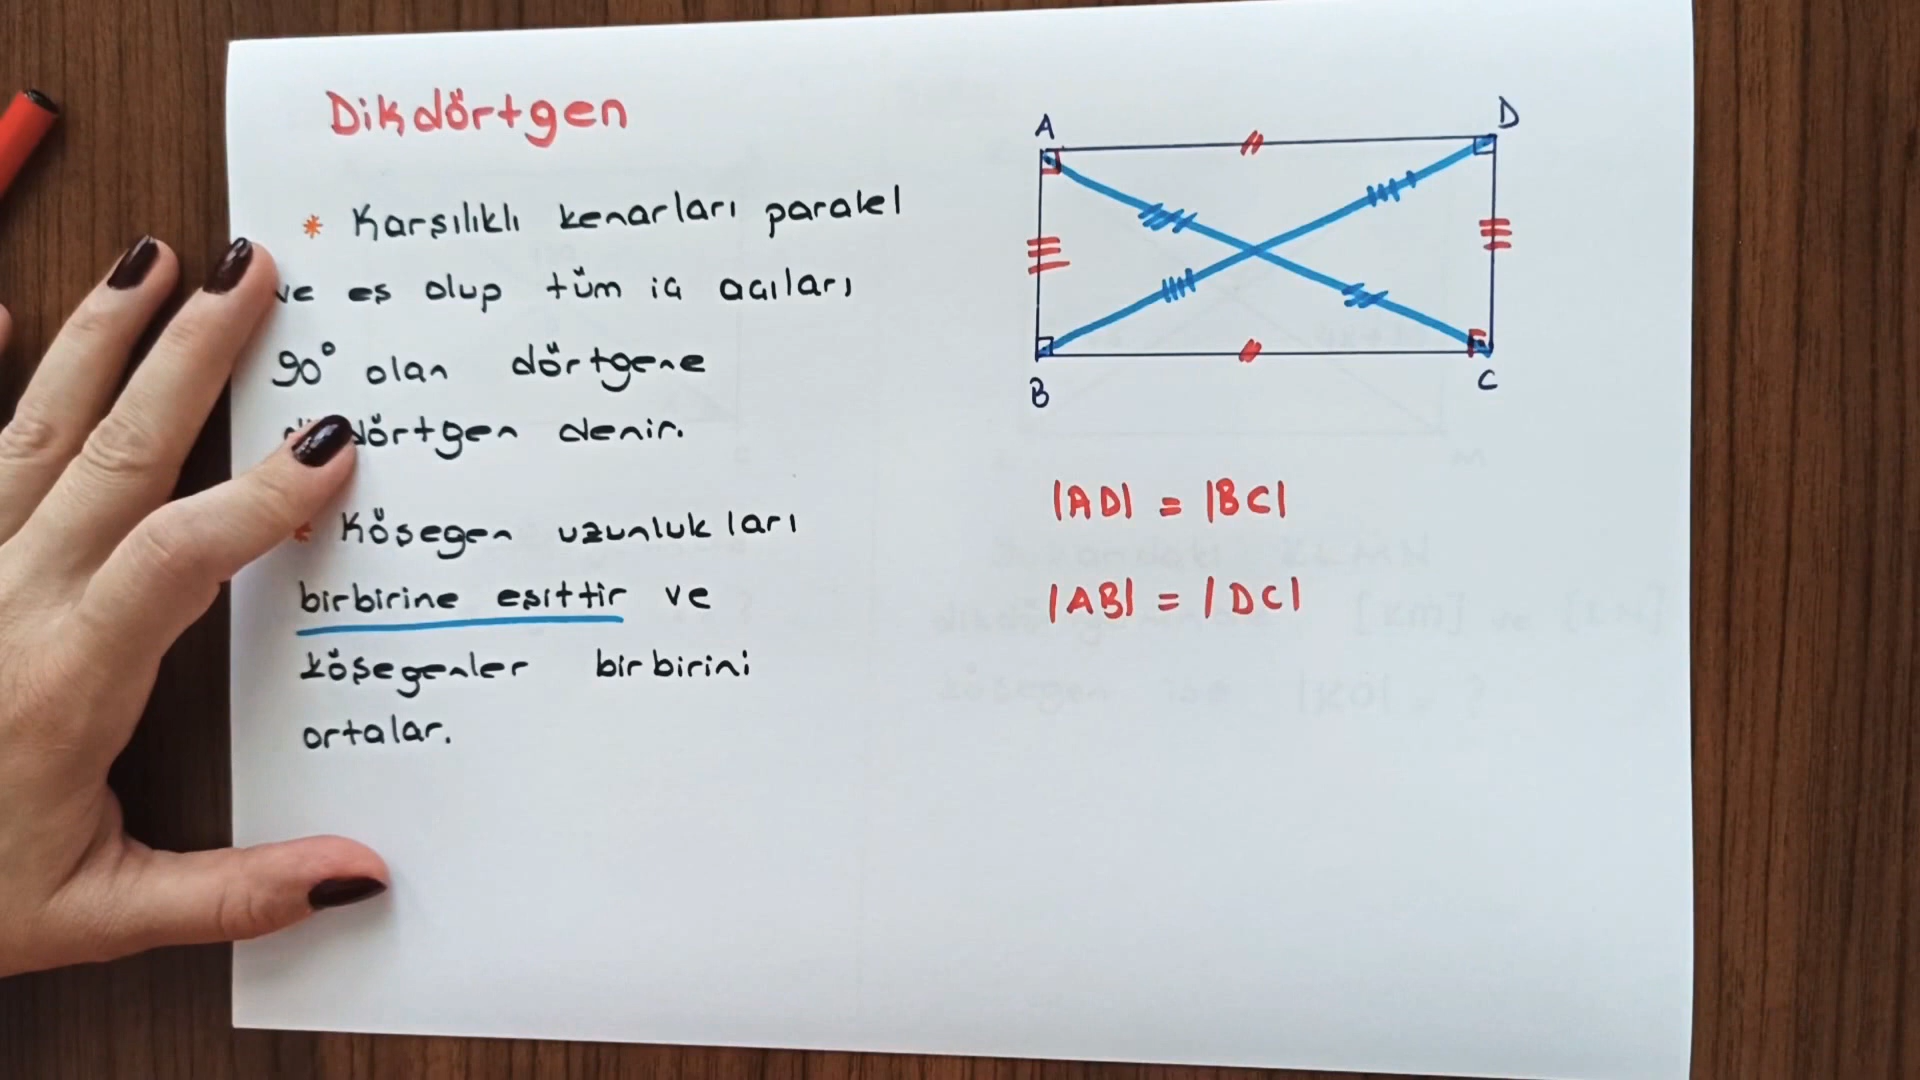 Dikdörtgen
* Karşılıklı kenarları paralel
ve eş olup tüm iç açıları
90° olan dörtgene
dikdörtgen denir.
* Köşegen uzunlukları
birbirine eşittir ve
köşegenler birbirini
ortalar.
A
D
B
C
|AD| = |BC|
|AB| = |DC|